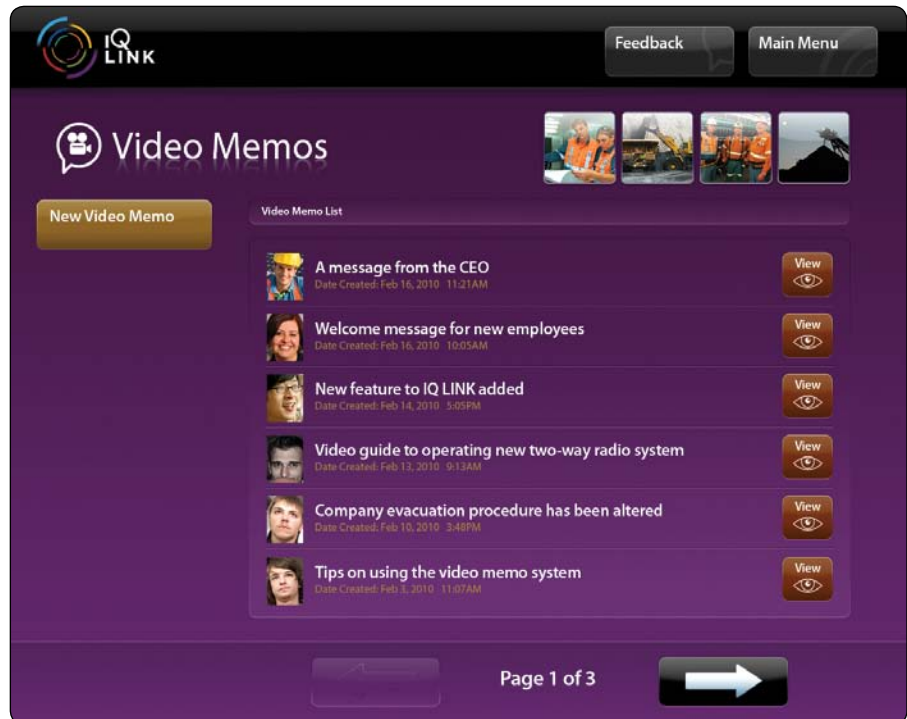 IQ
LINK
Feedback
Main Menu
Video Memos
New Video Memo
Video Memo List
A message from the CEO
Date Created: Feb 16, 2010 11:21AM
View
Welcome message for new employees
Date Created: Feb 16, 2010 10:05AM
View
New feature to IQ LINK added
Date Created: Feb 14, 2010 5:05PM
View
Video guide to operating new two-way radio system
Date Created: Feb 13, 2010 9:13AM
View
Company evacuation procedure has been altered
Date Created: Feb 10, 2010 3:48PM
View
Tips on using the video memo system
Date Created: Feb 3, 2010 11:07AM
View
Page 1 of 3